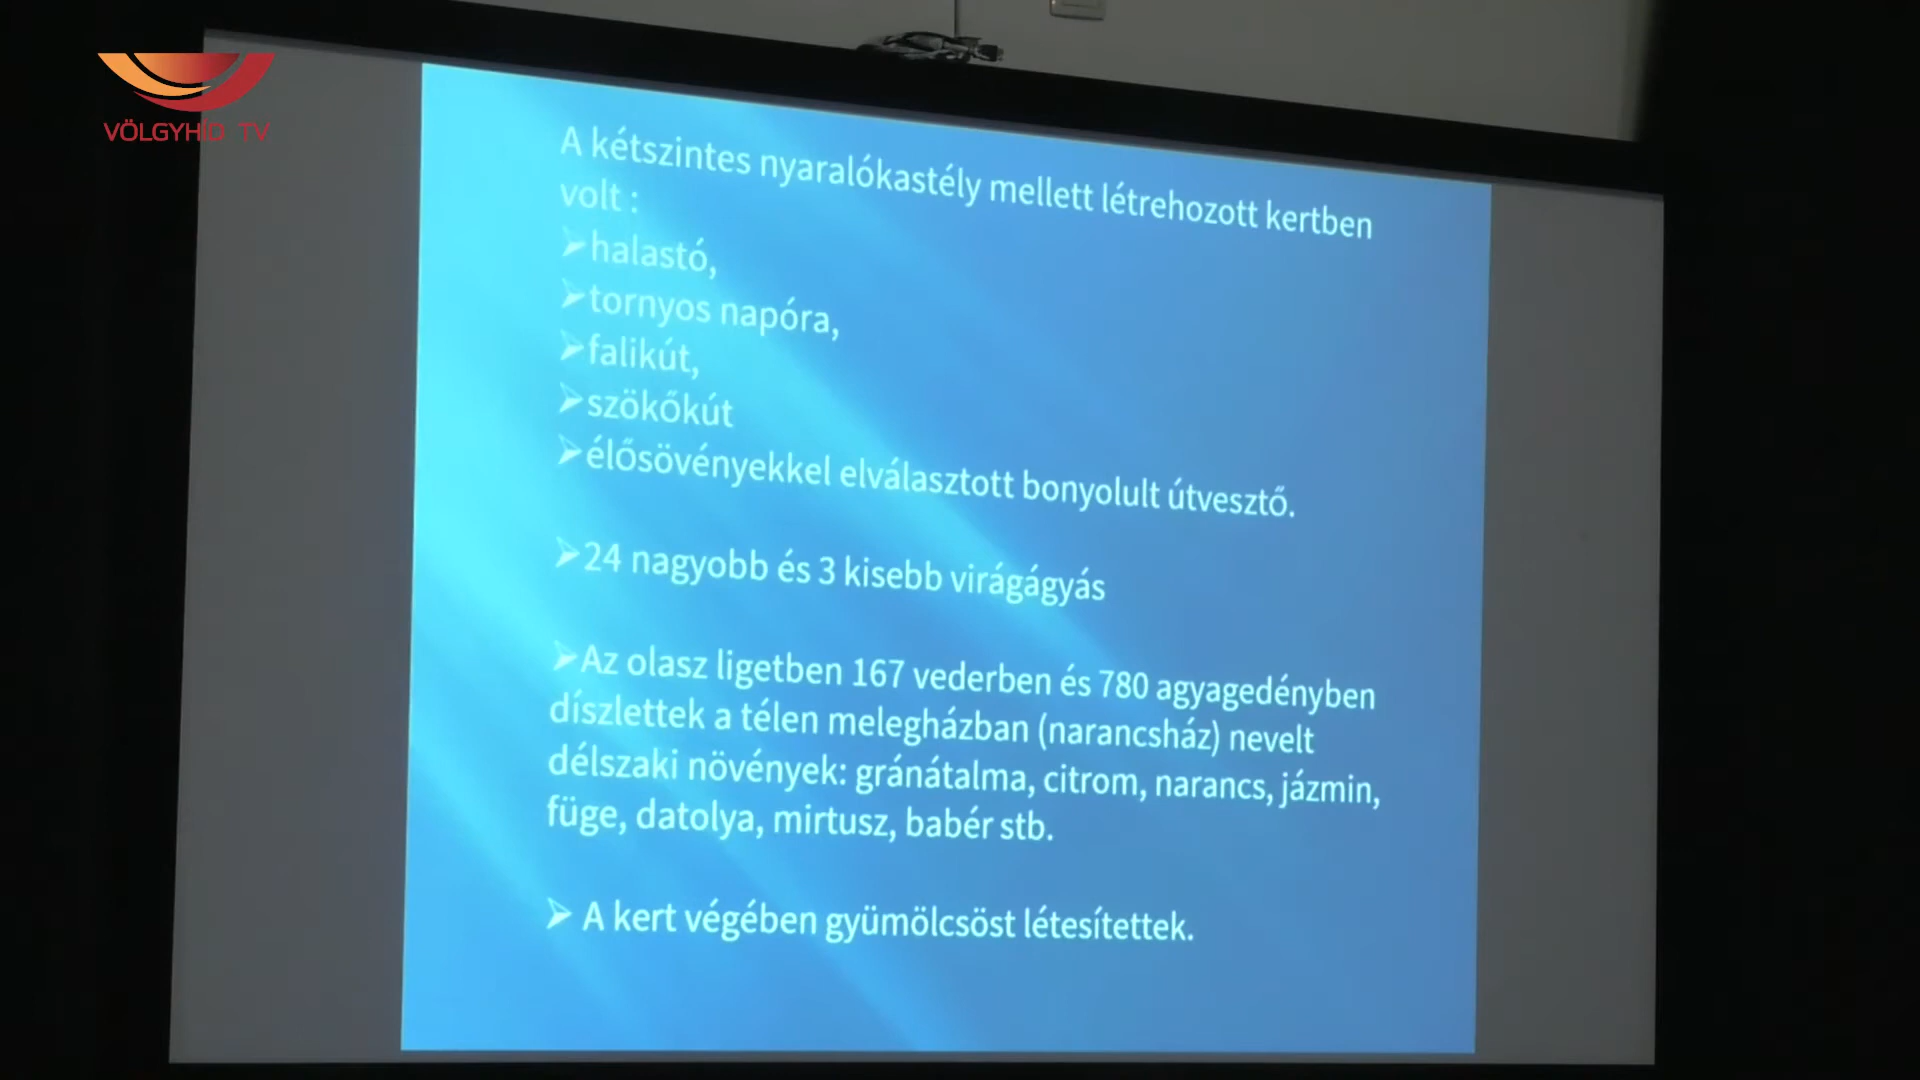 VÖLGYHÍD TV
A kétszintes nyaralókastély mellett létrehozott kertben
volt :
➢halastó,
➢tornyos napóra,
➢falikút,
➢szökőkút
➢élősövényekkel elválasztott bonyolult útvesztő.
➢24 nagyobb és 3 kisebb virágágyás
➢Az olasz ligetben 167 vederben és 780 agyagedényben
díszlettek a télen melegházban (narancsház) nevelt
délszaki növények: gránátalma, citrom, narancs, jázmin,
füge, datolya, mirtusz, babér stb.
➢ A kert végében gyümölcsöst létesítettek.